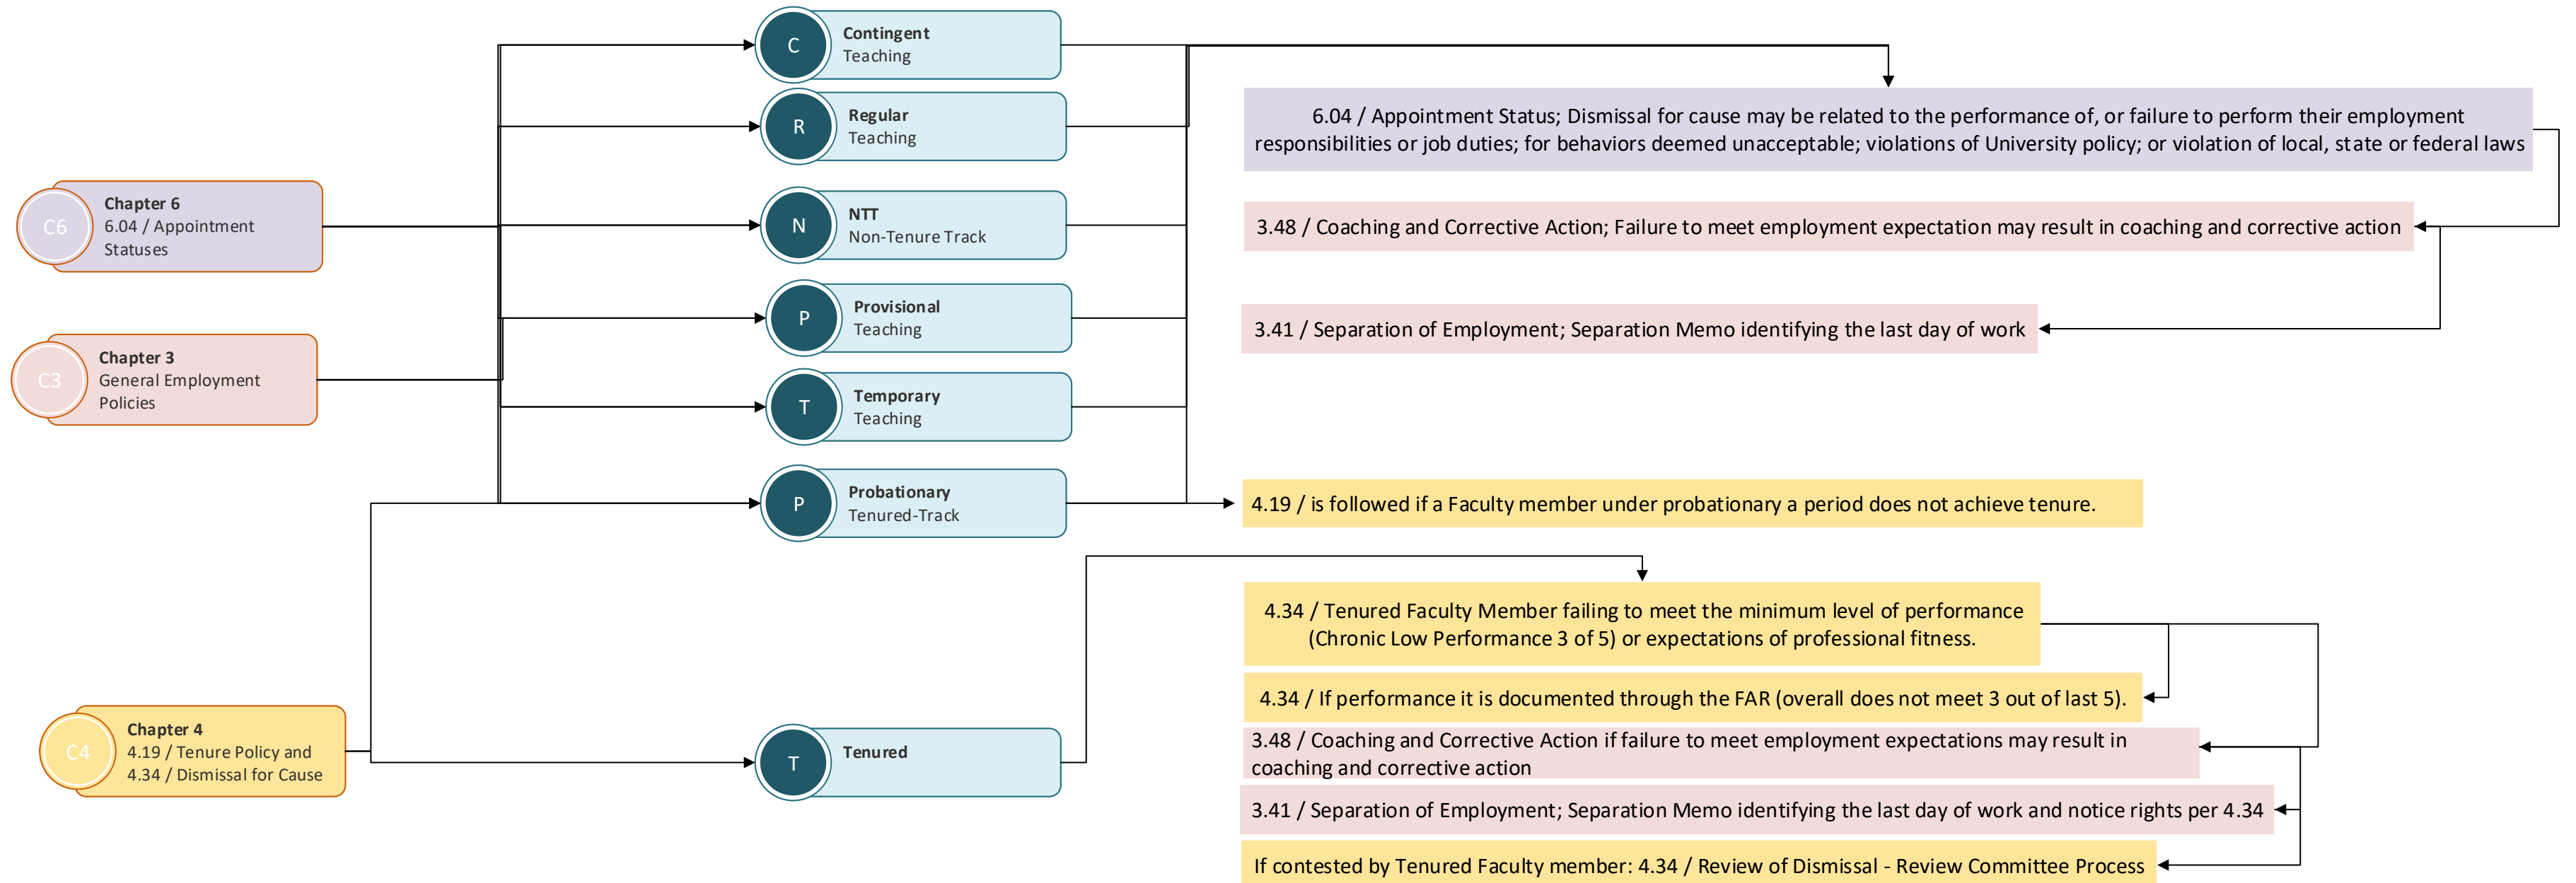 C6
Chapter 6
6.04 / Appointment
Statuses
C3
Chapter 3
General Employment
Policies
C4
Chapter 4
4.19 / Tenure Policy and
4.34 / Dismissal for Cause
C
Contingent
Teaching
R
Regular
Teaching
N
NTT
Non-Tenure Track
P
Provisional
Teaching
T
Temporary
Teaching
P
Probationary
Tenured-Track
T
Tenured
6.04 / Appointment Status; Dismissal for cause may be related to the performance of, or failure to perform their employment
responsibilities or job duties; for behaviors deemed unacceptable; violations of University policy; or violation of local, state or federal laws
3.48 / Coaching and Corrective Action; Failure to meet employment expectation may result in coaching and corrective action
3.41 / Separation of Employment; Separation Memo identifying the last day of work
4.19 / is followed if a Faculty member under probationary a period does not achieve tenure.
4.34 / Tenured Faculty Member failing to meet the minimum level of performance
(Chronic Low Performance 3 of 5) or expectations of professional fitness.
4.34 / If performance it is documented through the FAR (overall does not meet 3 out of last 5).
3.48 / Coaching and Corrective Action if failure to meet employment expectations may result in
coaching and corrective action
3.41 / Separation of Employment; Separation Memo identifying the last day of work and notice rights per 4.34
If contested by Tenured Faculty member: 4.34 / Review of Dismissal - Review Committee Process